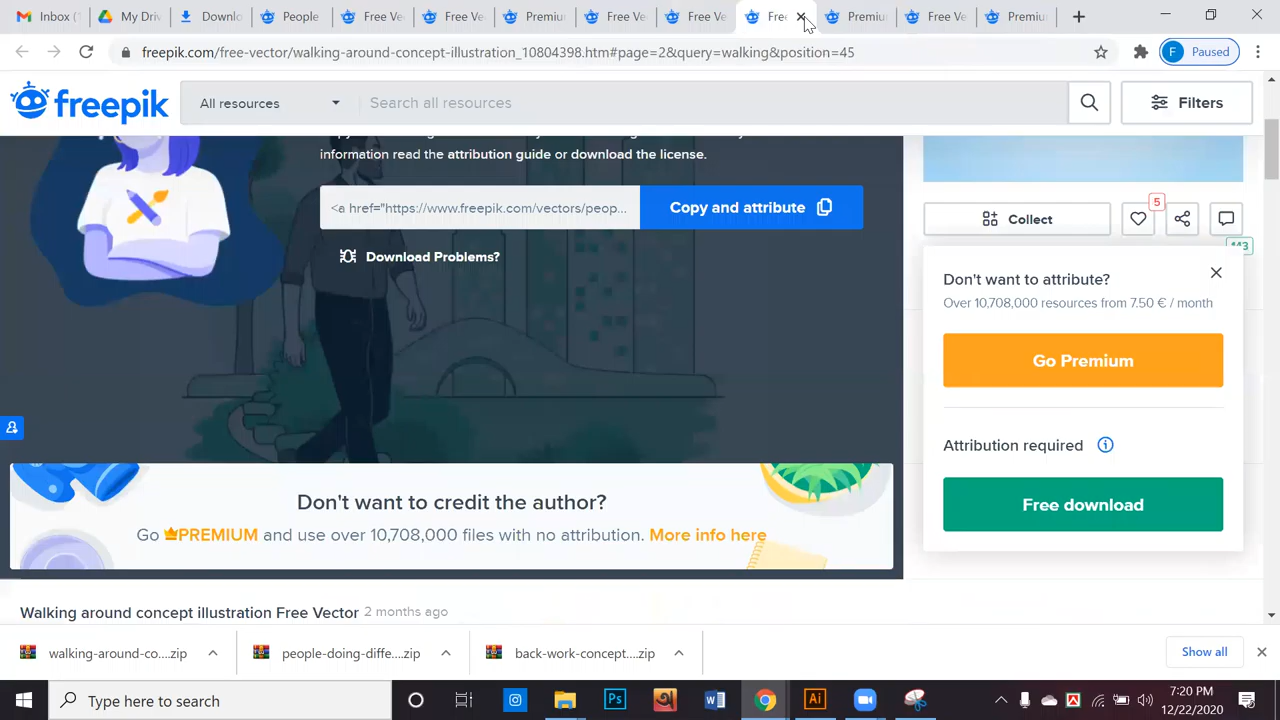 Inbox (
My Dri
Downlo
People
Free Ve
Free Ve
Premiu
Free Ve
Free Ve
Free
Premiu
Free Ve
Premium
freepik.com/free-vector/walking-around-concept-illustration_10804398.htm#page=2&query=walking&position=45
F Paused
freepik
All resources
Search all resources
Filters
information read the attribution guide or download the license.
<a href="https://www.freepik.com/vectors/peop...
Copy and attribute
Download Problems?
5
Collect
Don't want to attribute?
Over 10,708,000 resources from 7.50 € / month
Go Premium
Attribution required
Free download
Don't want to credit the author?
Go PREMIUM and use over 10,708,000 files with no attribution. More info here
Walking around concept illustration Free Vector 2 months ago
walking-around-co....zip
people-doing-diffe....zip
back-work-concept....zip
Show all
Type here to search
Ps
Ai
7:20 PM
12/22/2020